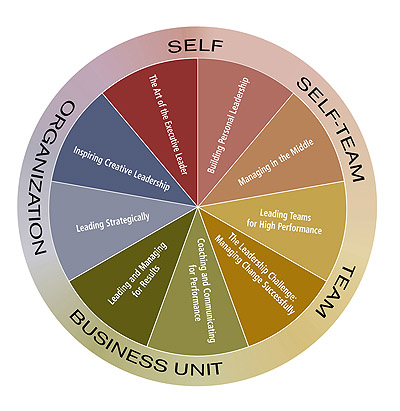 SELF
SELF-TEAM
TEAM
BUSINESS UNIT
ORGANIZATION
Building Personal Leadership
Managing in the Middle
Leading Teams
for High Performance
The Leadership Challenge:
Managing Change Successfully
Coaching and Communicating
for Performance
Leading and Managing
for Results
Leading Strategically
Inspiring Creative Leadership
The Art of the Executive
Leader